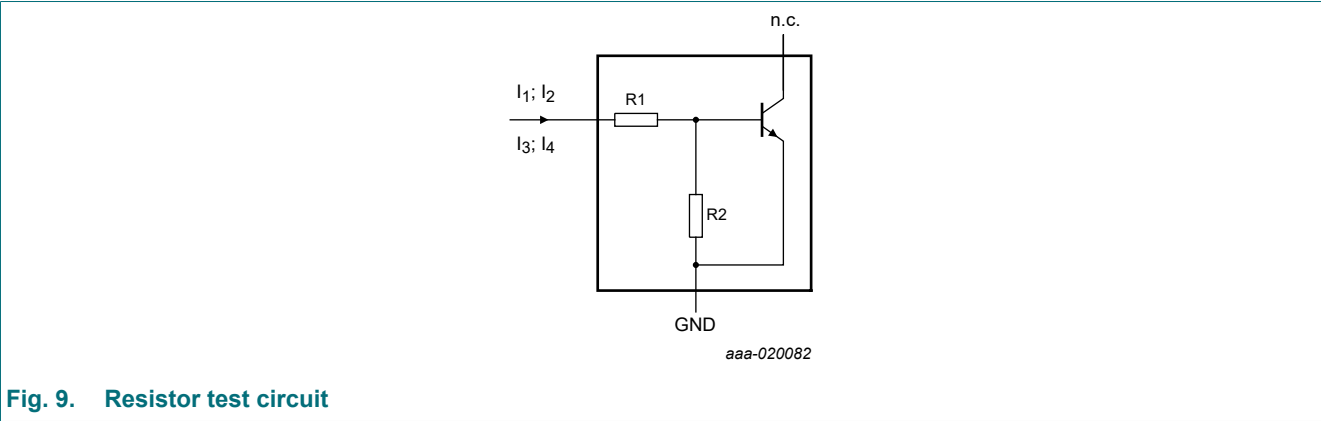 n.c.
I1; I2
R1
I3; I4
R2
GND
aaa-020082
Fig. 9. Resistor test circuit